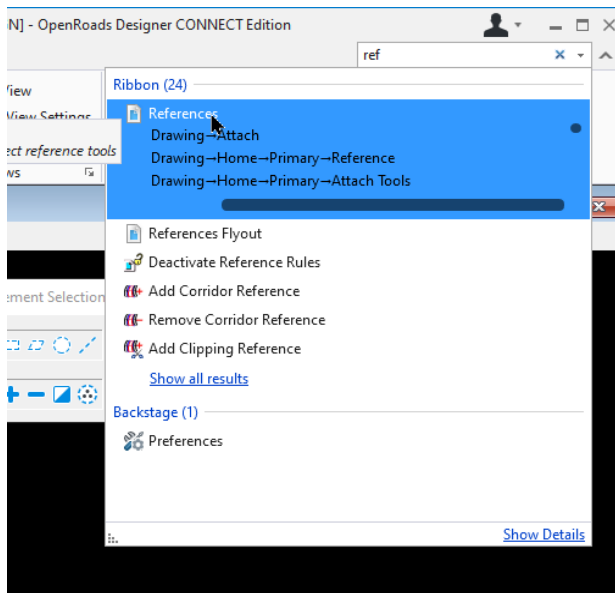 N] - OpenRoads Designer CONNECT Edition
ref
View
View Settings
ect reference tools
ws
Ribbon (24)
References
Drawing→Attach
Drawing→Home→Primary→Reference
Drawing→Home→Primary→Attach Tools
References Flyout
Deactivate Reference Rules
Add Corridor Reference
Remove Corridor Reference
Add Clipping Reference
Show all results
ement Selection
Backstage (1)
Preferences
Show Details